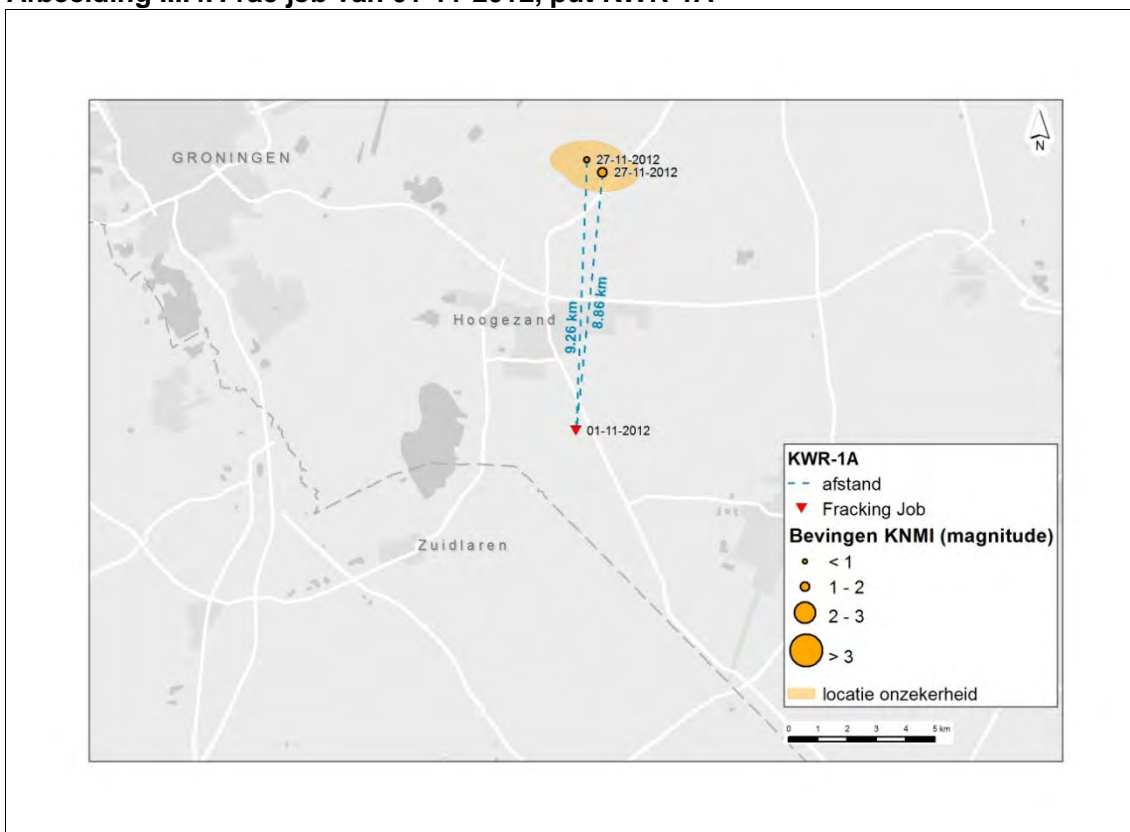 GRONINGEN
27-11-2012
27-11-2012
N
9.26 km
8.86 km
Hoogezand
01-11-2012
Zuidlaren
KWR-1A
afstand
Fracking Job
Bevingen KNMI (magnitude)
< 1
1 - 2
2 - 3
> 3
locatie onzekerheid
0 1 2 3 4 5 km